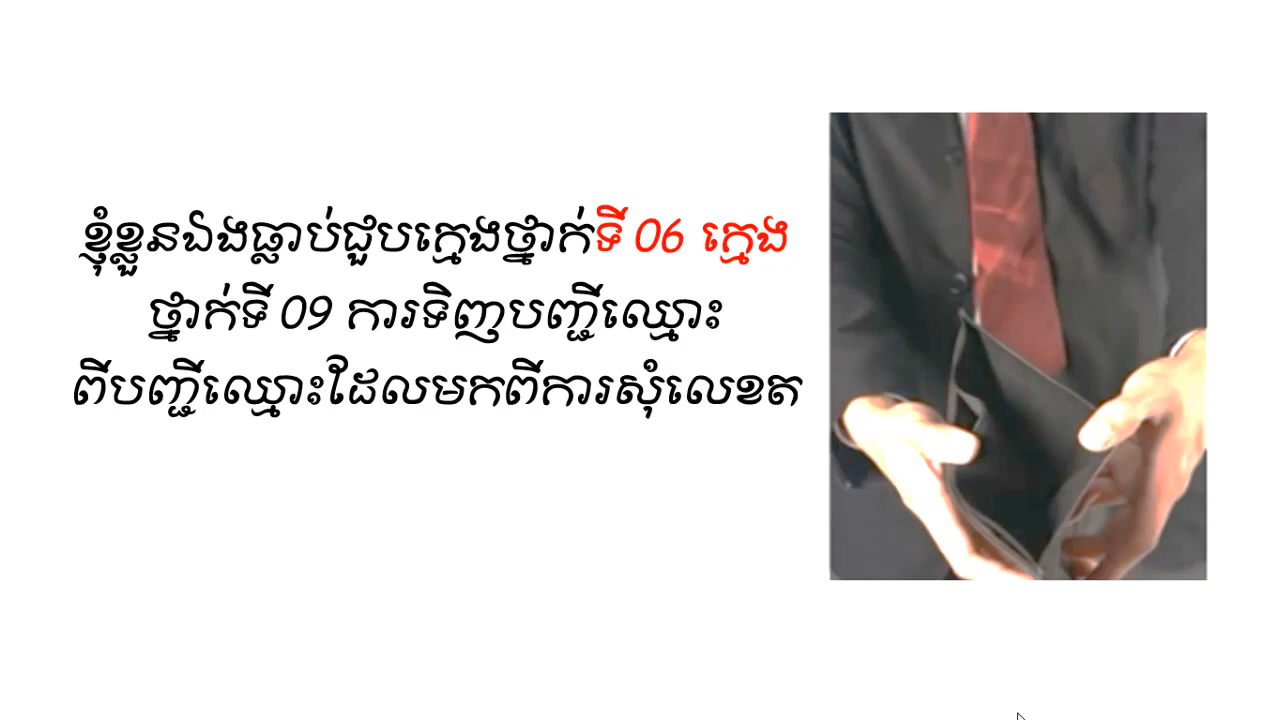 ខ្ញុំខ្លួនឯងធ្លាប់ជួបក្មេងថ្នាក់ទី 06 ក្មេង
ថ្នាក់ទី 09 ការទិញបញ្ជីឈ្មោះ
ពីបញ្ជីឈ្មោះដែលមកពីការសុំលេខត